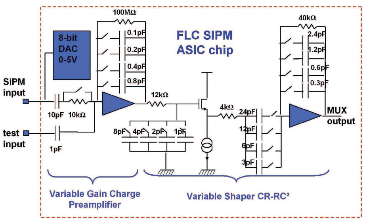 100MΩ
40kΩ
8-bit
DAC
0-5V
0.1pF
0.2pF
0.4pF
0.8pF
FLC SiPM
ASIC chip
2.4pF
1.2pF
0.6pF
0.3pF
SiPM
input
10pF
10kΩ
12kΩ
4kΩ
24pF
12pF
6pF
3pF
MUX
output
test
input
1pF
8pF
4pF
2pF
1pF
Variable Gain Charge
Preamplifier
Variable Shaper CR-RC²